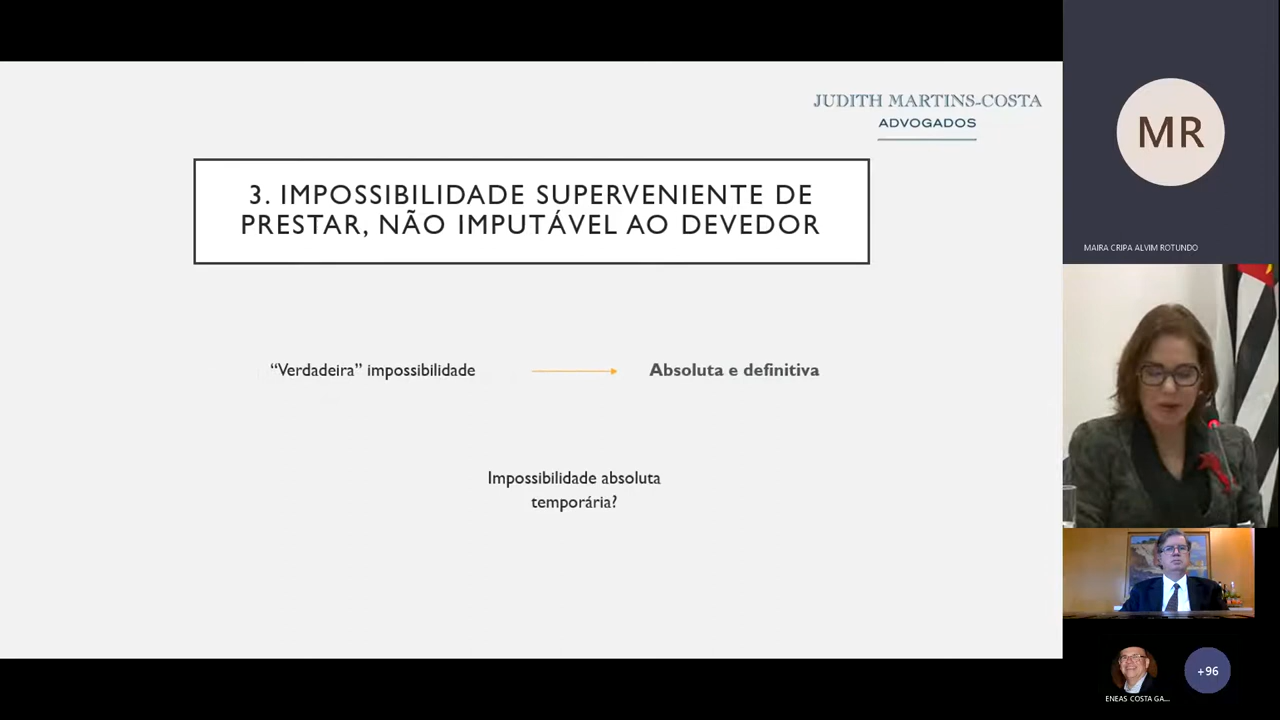 JUDITH MARTINS-COSTA
ADVOGADOS
3. IMPOSSIBILIDADE SUPERVENIENTE DE
PRESTAR, NÃO IMPUTÁVEL AO DEVEDOR
“Verdadeira” impossibilidade
Absoluta e definitiva
Impossibilidade absoluta
temporária?
MR
MAIRA CRIPA ALVIM ROTUNDO
ENEAS COSTA GA...
+96